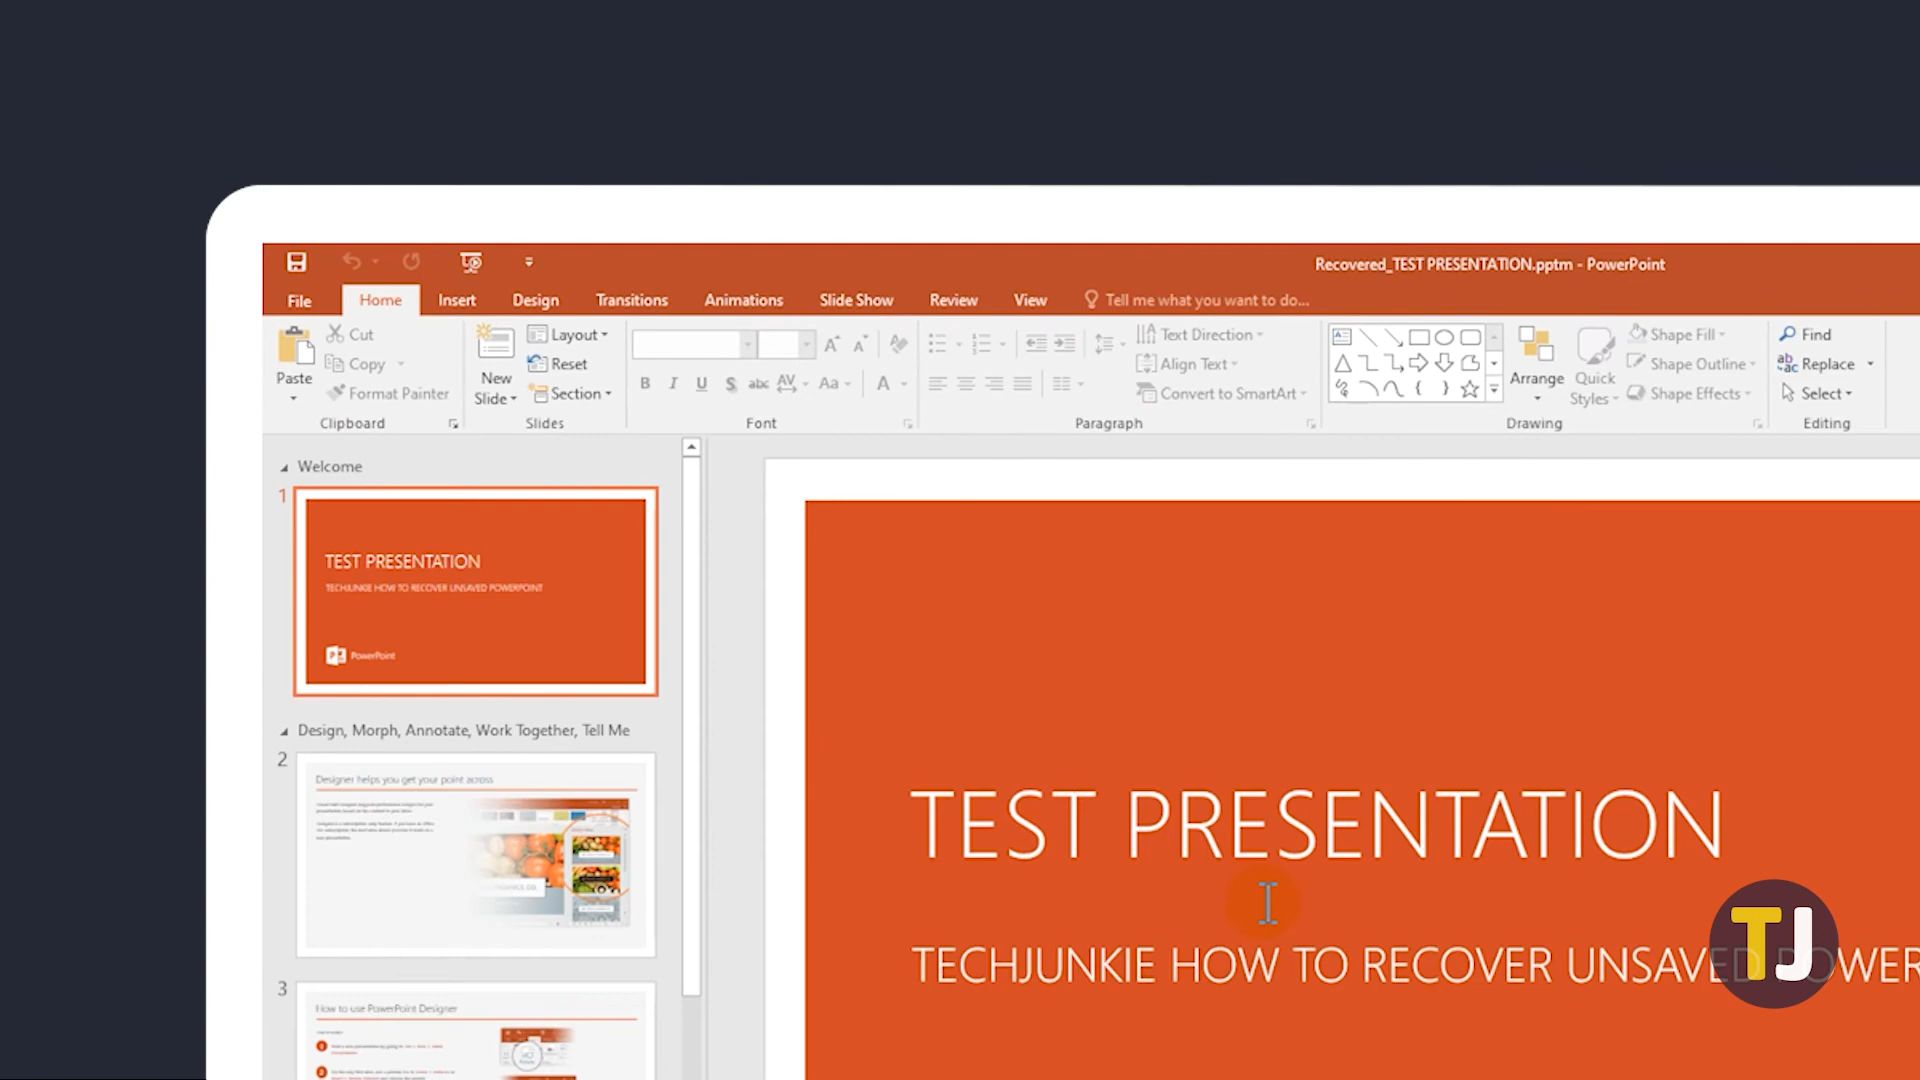 Recovered_TEST PRESENTATION.pptm - PowerPoint
File Home Insert Design Transitions Animations Slide Show Review View Tell me what you want to do...
Paste
Cut
Copy
Format Painter
Clipboard
New
Slide
Layout
Reset
Section
Slides
B I U S abc AV Aa A
Font
Text Direction
Align Text
Convert to SmartArt
Paragraph
Arrange
Quick
Styles
Shape Fill
Shape Outline
Shape Effects
Drawing
Find
Replace
Select
Editing
Welcome
1
TEST PRESENTATION
TECHJUNKIE HOW TO RECOVER UNSAVED POWERPOINT
PowerPoint
Design, Morph, Annotate, Work Together, Tell Me
2
Designer helps you get your point across
3
How to use PowerPoint Designer
TEST PRESENTATION
TECHJUNKIE HOW TO RECOVER UNSAVED POWER
TJ